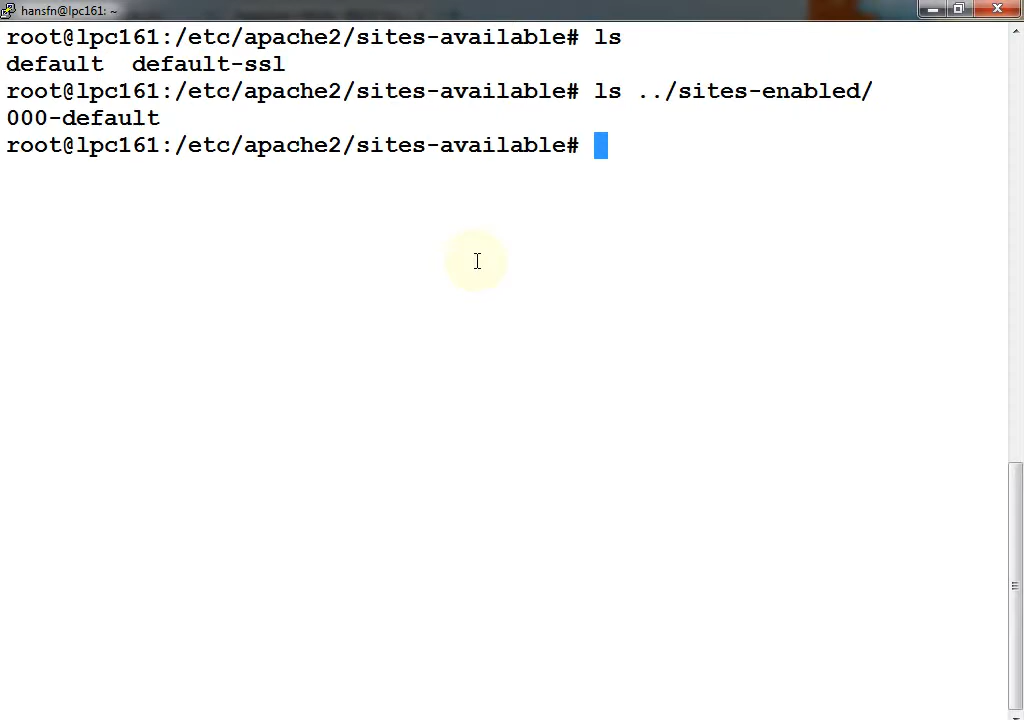 hansfn@lpc161: ~
root@lpc161:/etc/apache2/sites-available# ls
default  default-ssl
root@lpc161:/etc/apache2/sites-available# ls ../sites-enabled/
000-default
root@lpc161:/etc/apache2/sites-available#